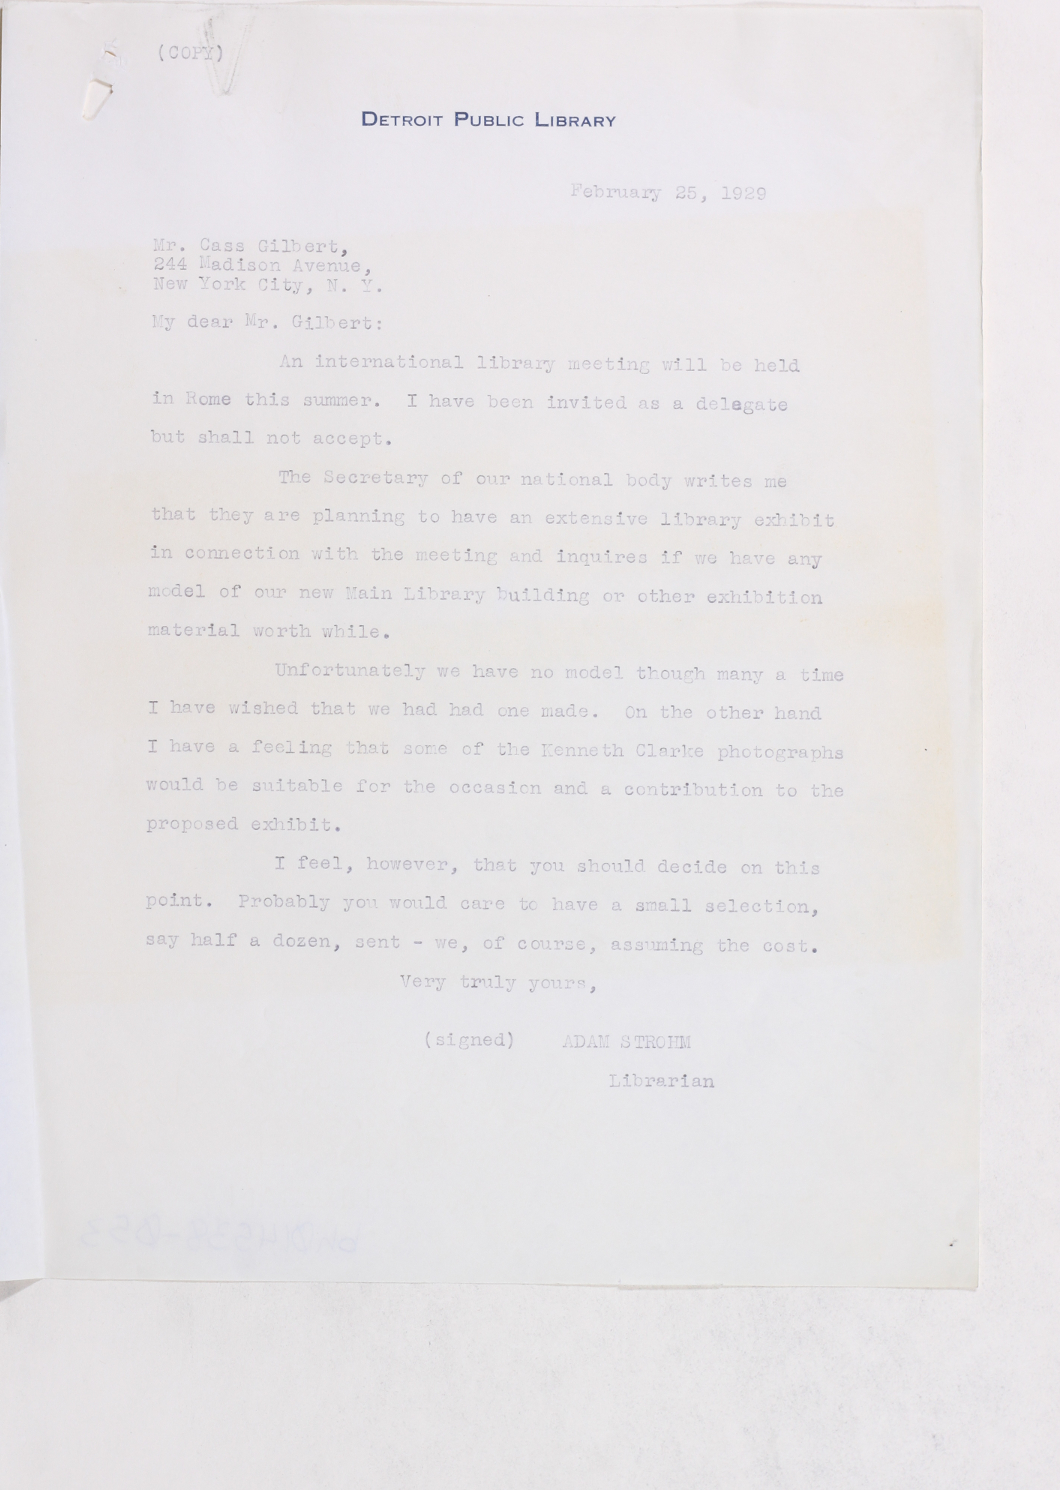 (COPY)
DETROIT PUBLIC LIBRARY
February 25, 1929
Mr. Cass Gilbert,
244 Madison Avenue,
New York City, N. Y.
My dear Mr. Gilbert:
An international library meeting will be held
in Rome this summer. I have been invited as a delegate
but shall not accept.
The Secretary of our national body writes me
that they are planning to have an extensive library exhibit
in connection with the meeting and inquires if we have any
model of our new Main Library building or other exhibition
material worth while.
Unfortunately we have no model though many a time
I have wished that we had had one made. On the other hand
I have a feeling that some of the Kenneth Clarke photographs
would be suitable for the occasion and a contribution to the
proposed exhibit.
I feel, however, that you should decide on this
point. Probably you would care to have a small selection,
say half a dozen, sent - we, of course, assuming the cost.
Very truly yours,
(signed) ADAM STROHM
Librarian